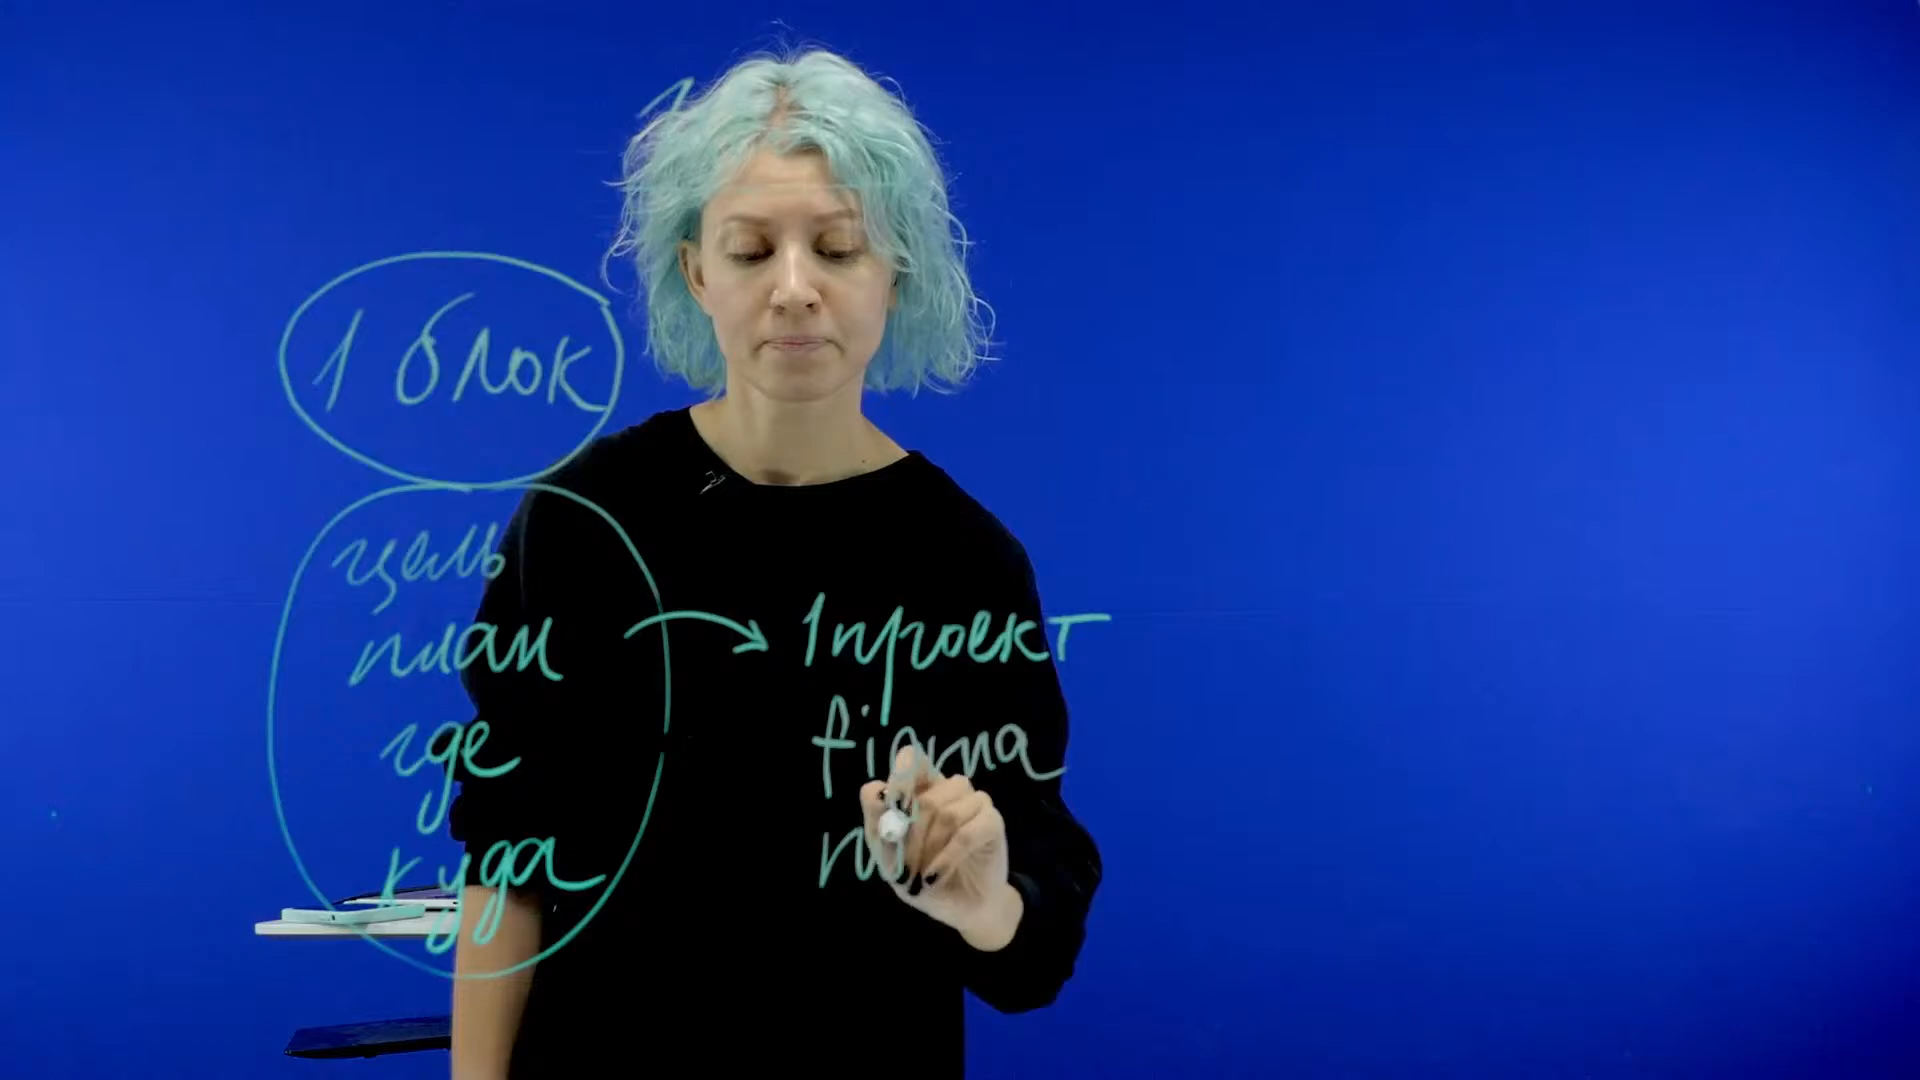 1 блок
цель
план
где
куда
1 проект
figma